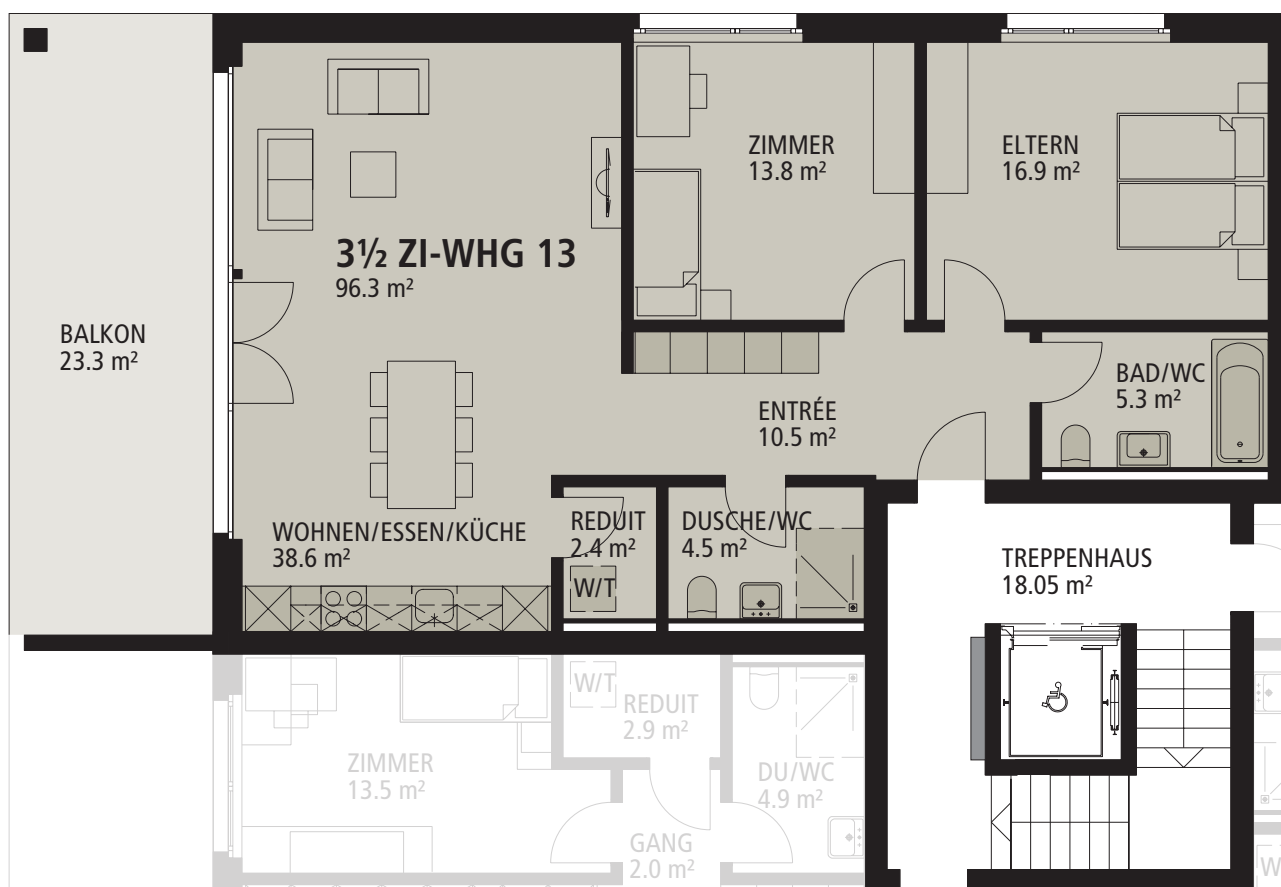 ZIMMER
13.8 m²
ELTERN
16.9 m²
3½ ZI-WHG 13
96.3 m²
BALKON
23.3 m²
BAD/WC
5.3 m²
ENTRÉE
10.5 m²
WOHNEN/ESSEN/KÜCHE
38.6 m²
REDUIT
2.4 m²
W/T
DUSCHE/WC
4.5 m²
TREPPENHAUS
18.05 m²
W/T
REDUIT
2.9 m²
ZIMMER
13.5 m²
DU/WC
4.9 m²
GANG
2.0 m²
W